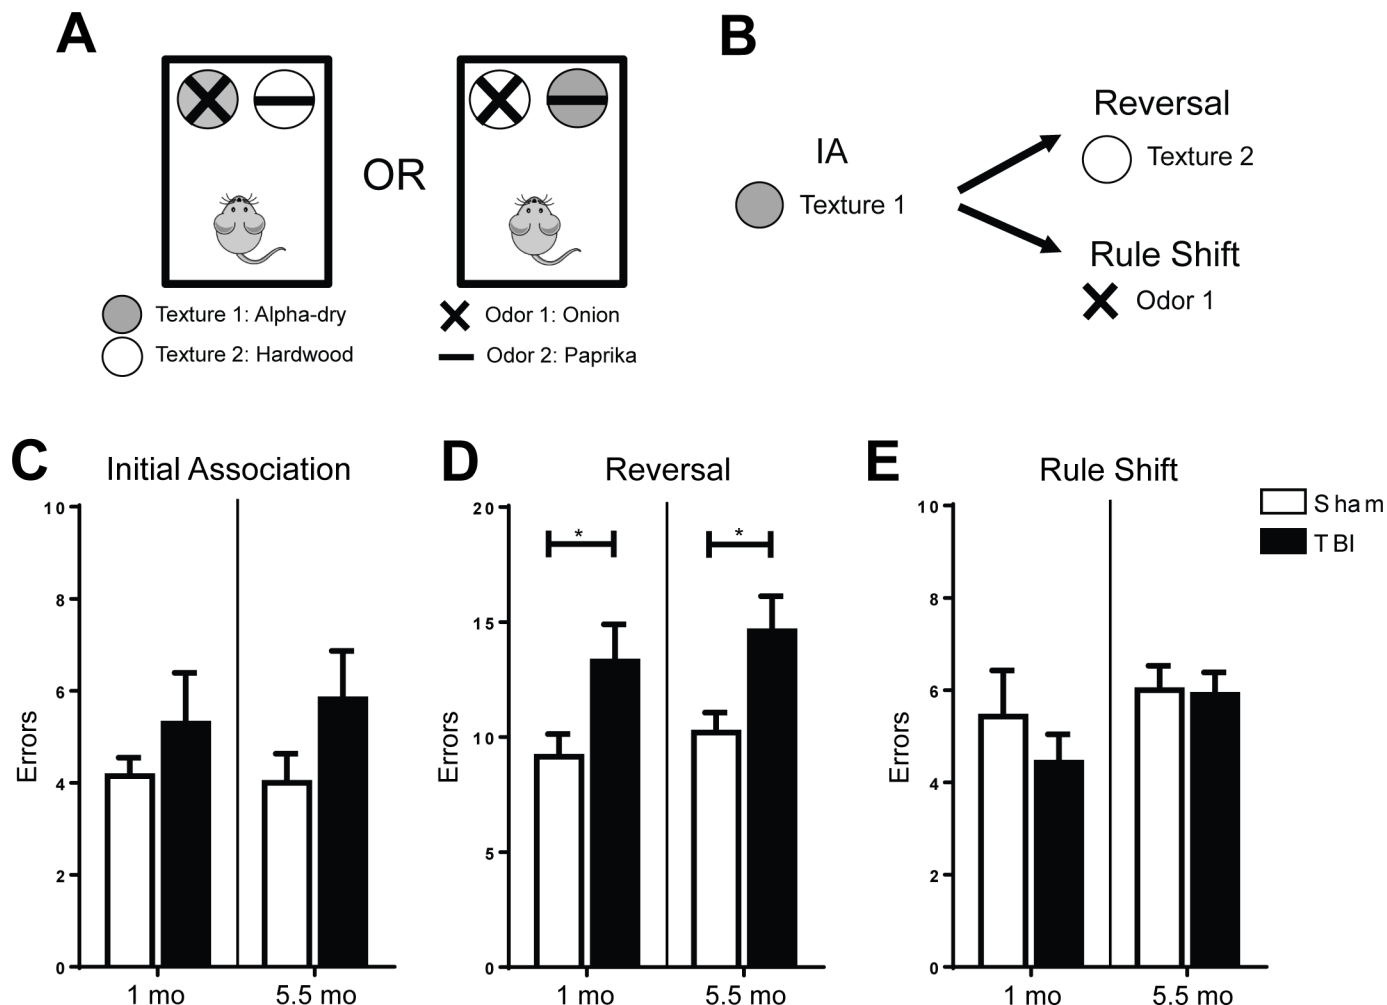 A
OR
Texture 1: Alpha-dry
Texture 2: Hardwood
Odor 1: Onion
Odor 2: Paprika
B
IA
Texture 1
Reversal
Texture 2
Rule Shift
Odor 1
C
Initial Association
Errors
10
8
6
4
2
0
1 mo
5.5 mo
D
Reversal
Errors
20
15
10
5
0
*
*
1 mo
5.5 mo
E
Rule Shift
Errors
10
8
6
4
2
0
1 mo
5.5 mo
Sham
TBI